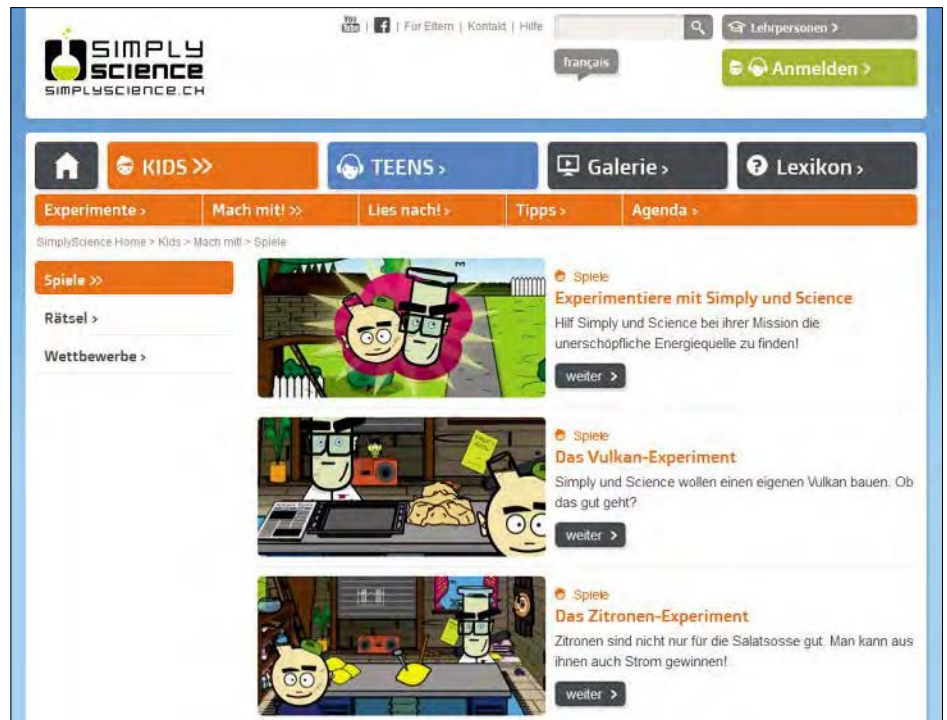 SIMPLY
SCIENCE
SIMPLYSCIENCE.CH
You Tube | f | Für Eltern | Kontakt | Hilfe
Lehrpersonen >
français
Anmelden >
KIDS >>
TEENS >
Galerie >
? Lexikon >
Experimente >
Mach mit! >>
Lies nach! >
Tipps >
Agenda >
SimplyScience Home > Kids > Mach mit! > Spiele
Spiele >>
Rätsel >
Wettbewerbe >
Spiele
Experimentiere mit Simply und Science
Hilf Simply und Science bei ihrer Mission die
unerschöpfliche Energiequelle zu finden!
weiter >
Spiele
Das Vulkan-Experiment
Simply und Science wollen einen eigenen Vulkan bauen. Ob
das gut geht?
weiter >
Spiele
Das Zitronen-Experiment
Zitronen sind nicht nur für die Salatsosse gut. Man kann aus
ihnen auch Strom gewinnen!
weiter >